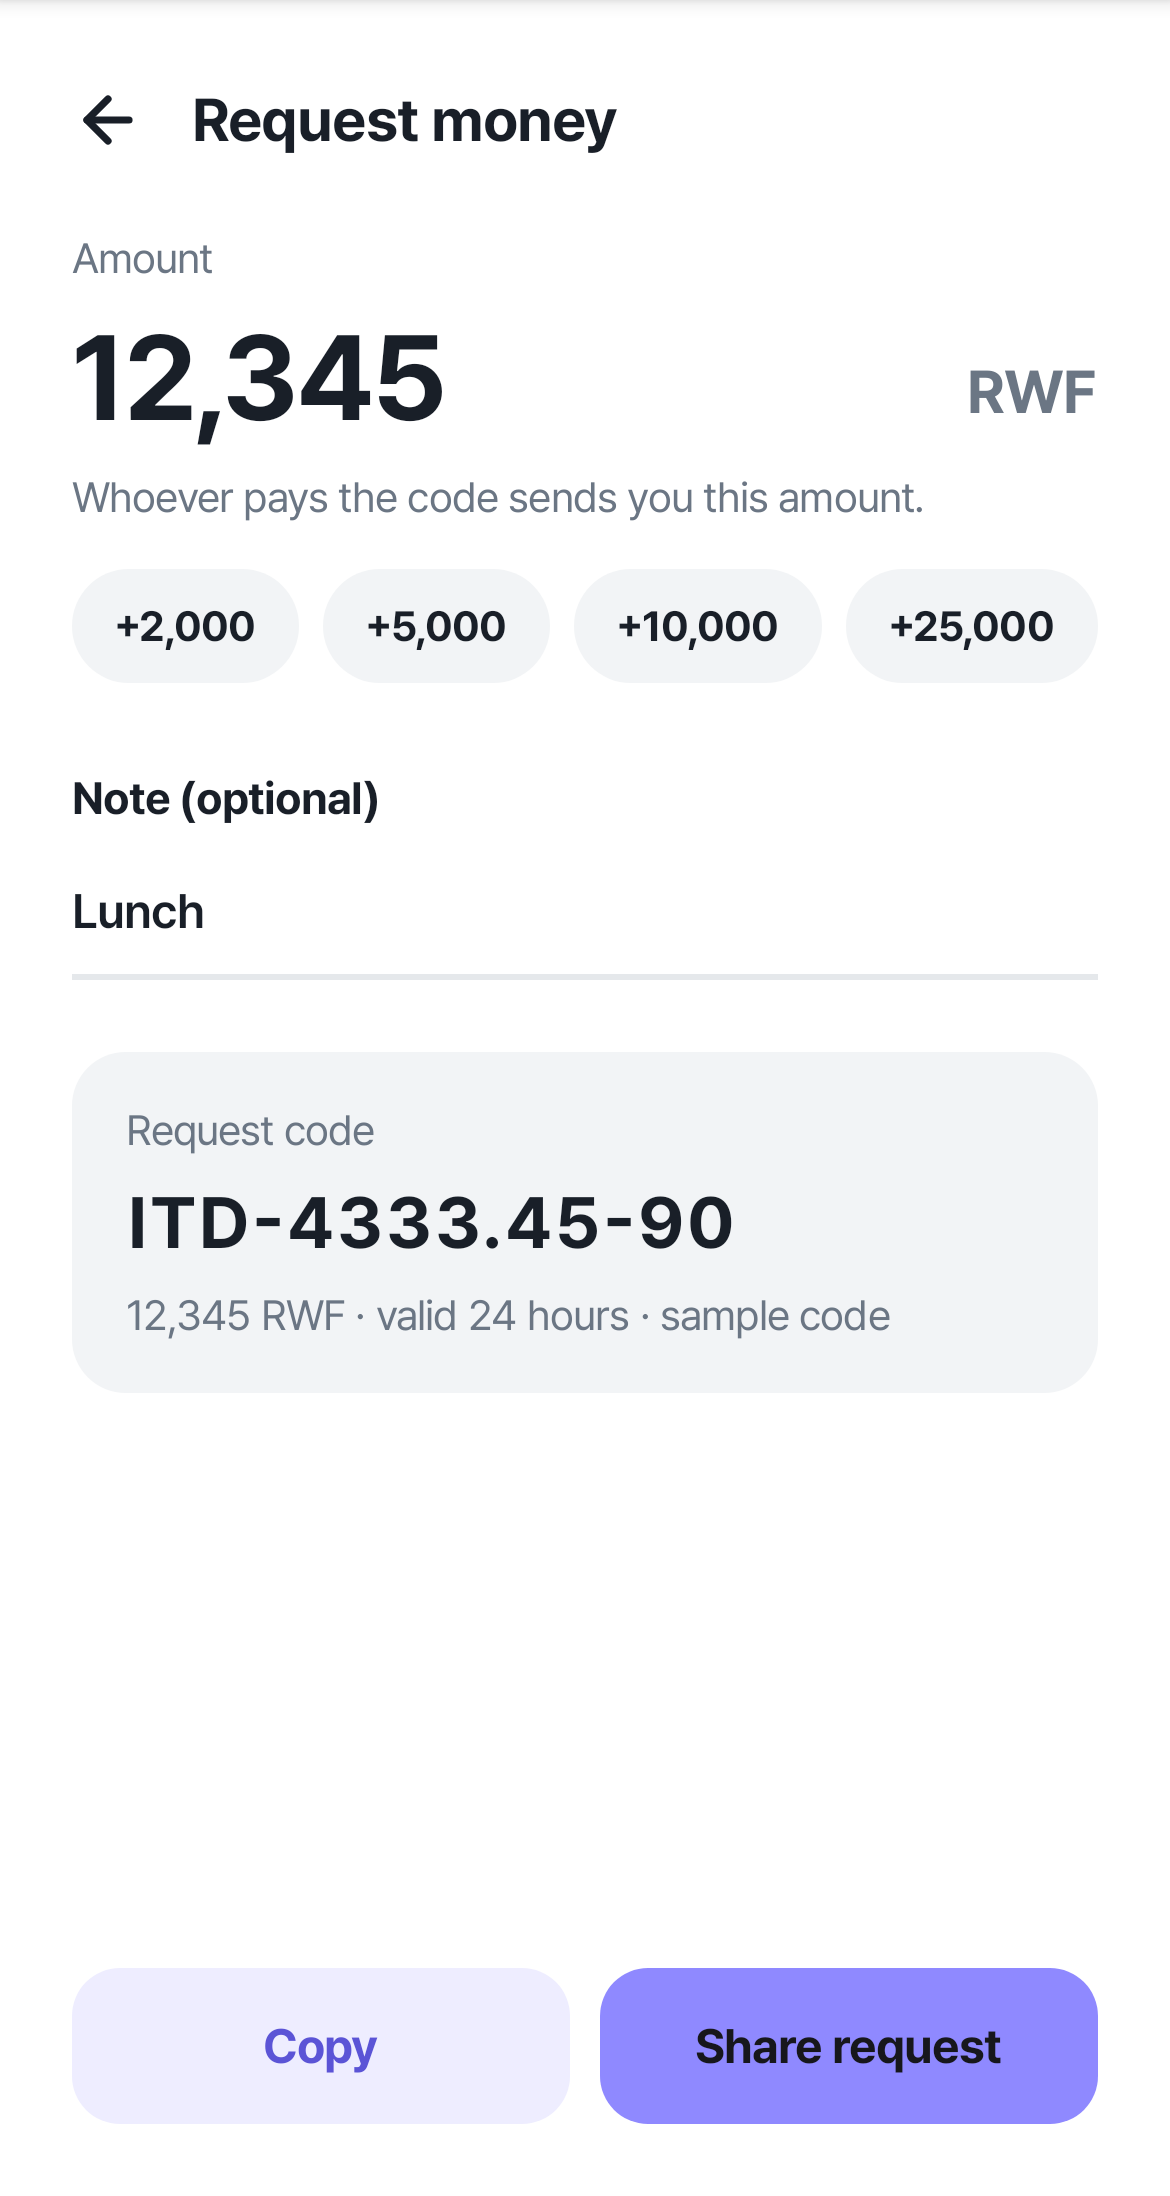 Request money
Amount
12,345 RWF
Whoever pays the code sends you this amount.
+2,000 +5,000 +10,000 +25,000
Note (optional)
Lunch
Request code
ITD-4333.45-90
12,345 RWF · valid 24 hours · sample code
Copy Share request